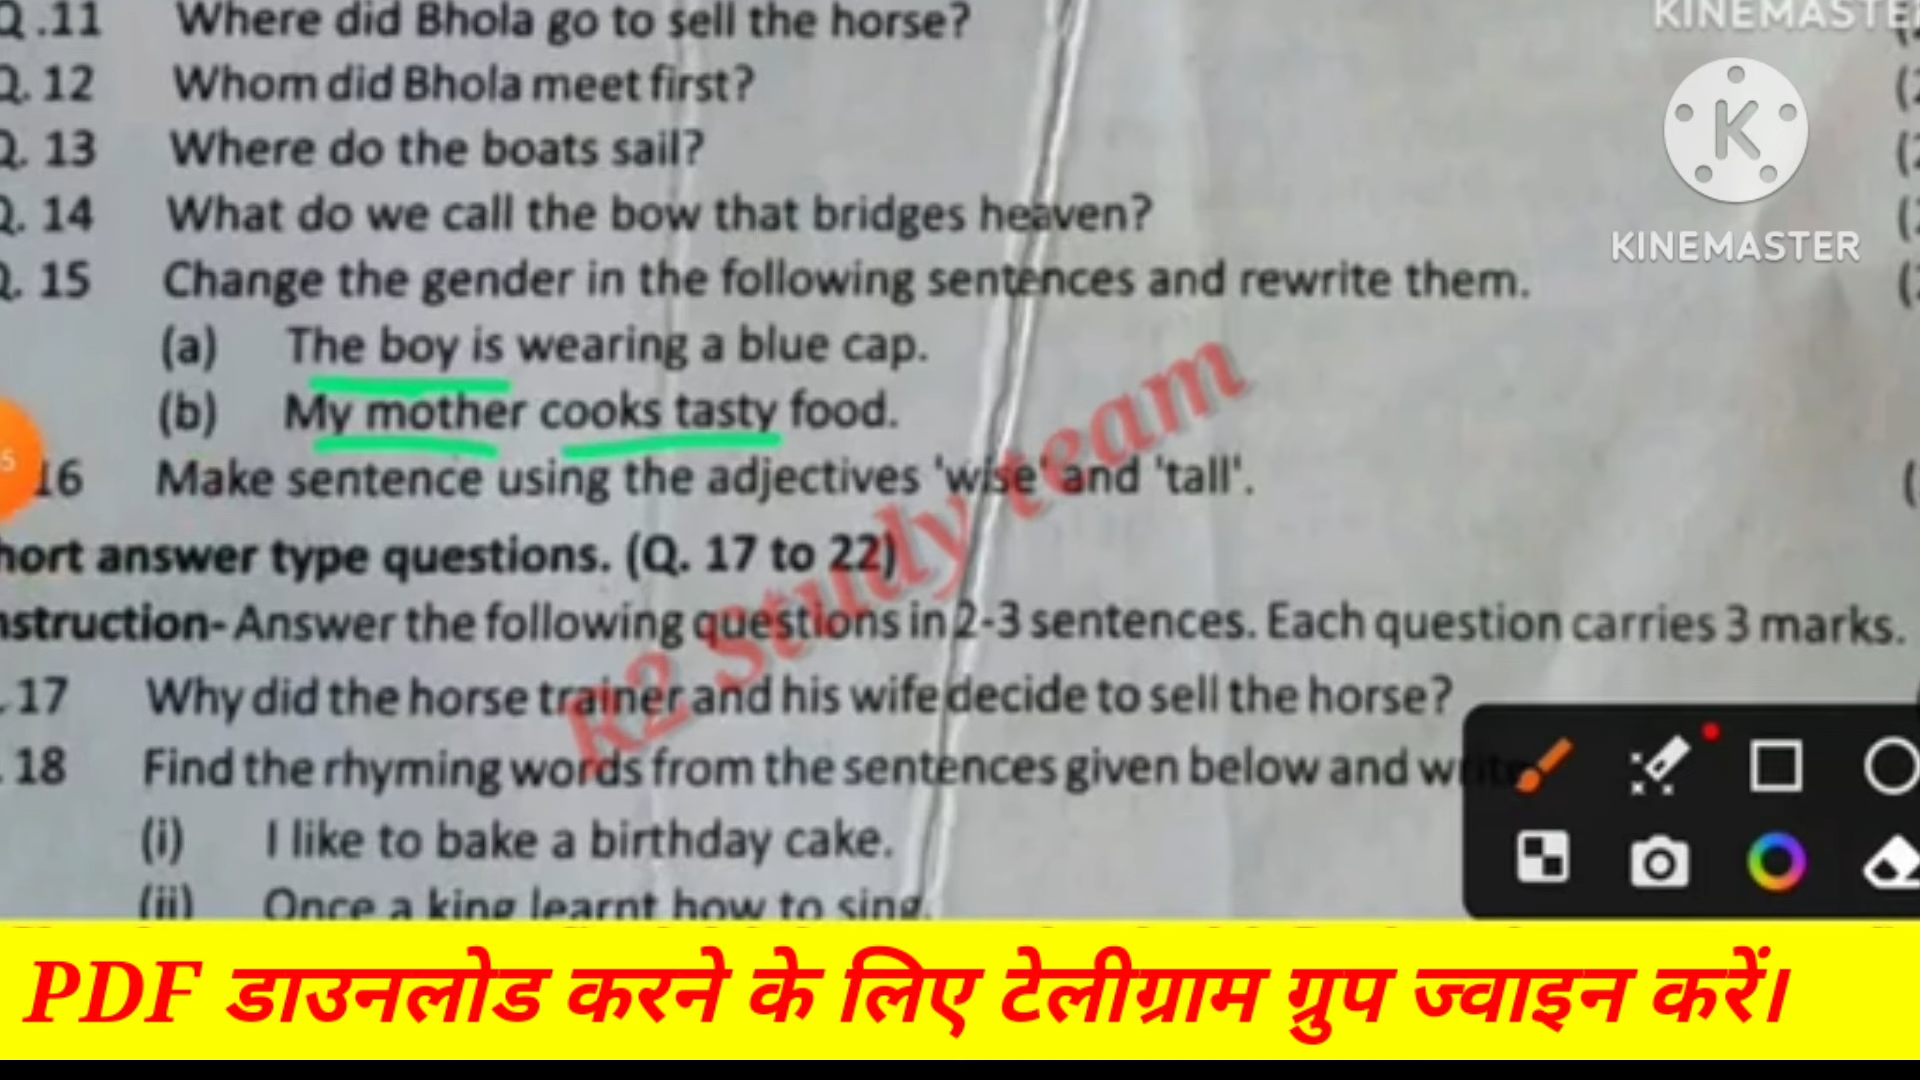 Q.11 Where did Bhola go to sell the horse?
KINEMASTER
Q. 12 Whom did Bhola meet first?
Q. 13 Where do the boats sail?
Q. 14 What do we call the bow that bridges heaven?
KINEMASTER
Q. 15 Change the gender in the following sentences and rewrite them.
(a) The boy is wearing a blue cap.
(b) My mother cooks tasty food.
16 Make sentence using the adjectives 'wise' and 'tall'.
R2 Study team
hort answer type questions. (Q. 17 to 22)
nstruction- Answer the following questions in 2-3 sentences. Each question carries 3 marks.
. 17 Why did the horse trainer and his wife decide to sell the horse?
. 18 Find the rhyming words from the sentences given below and write
(i) I like to bake a birthday cake.
(ii) Once a king learnt how to sing.
PDF डाउनलोड करने के लिए टेलीग्राम ग्रुप ज्वाइन करें।